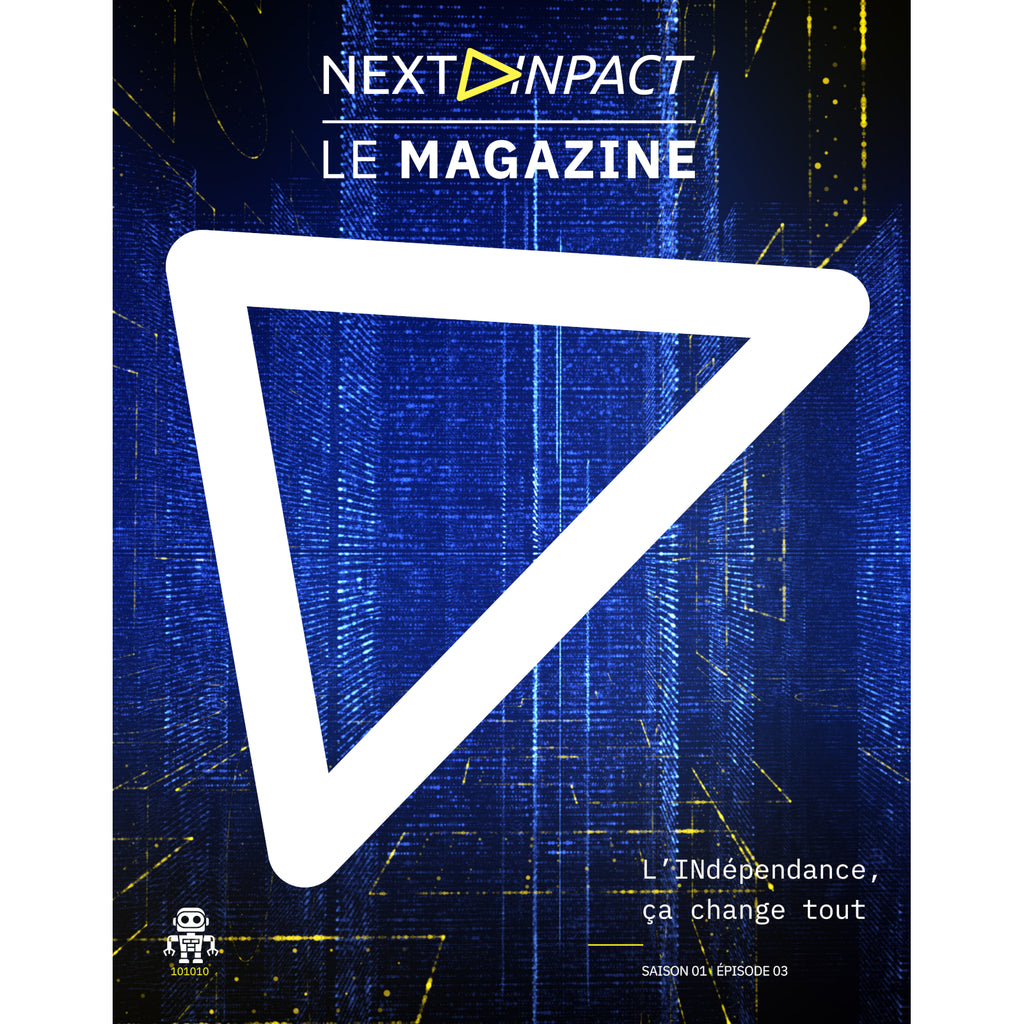 NEXT INPACT
LE MAGAZINE
L’INdépendance,
ça change tout
SAISON 01 ÉPISODE 03
101010